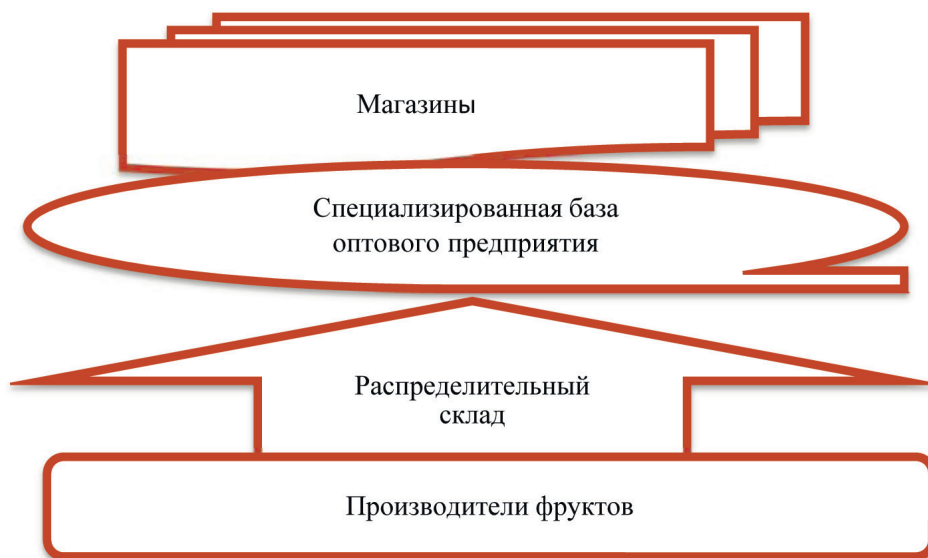 Магазины
Специализированная база
оптового предприятия
Распределительный
склад
Производители фруктов